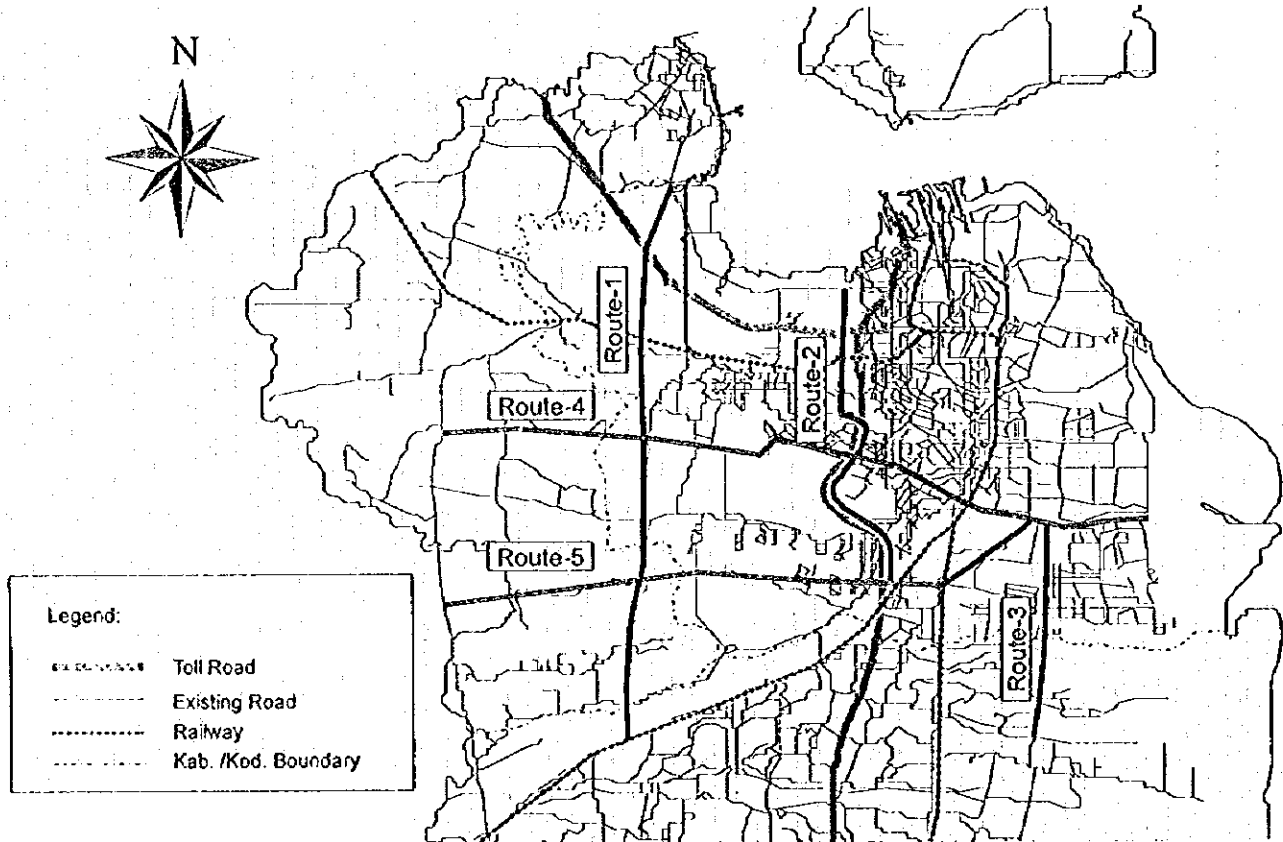 N
Route-1
Route-2
Route-4
Route-5
Route-3
Legend:
Toll Road
Existing Road
Railway
Kab. /Kod. Boundary